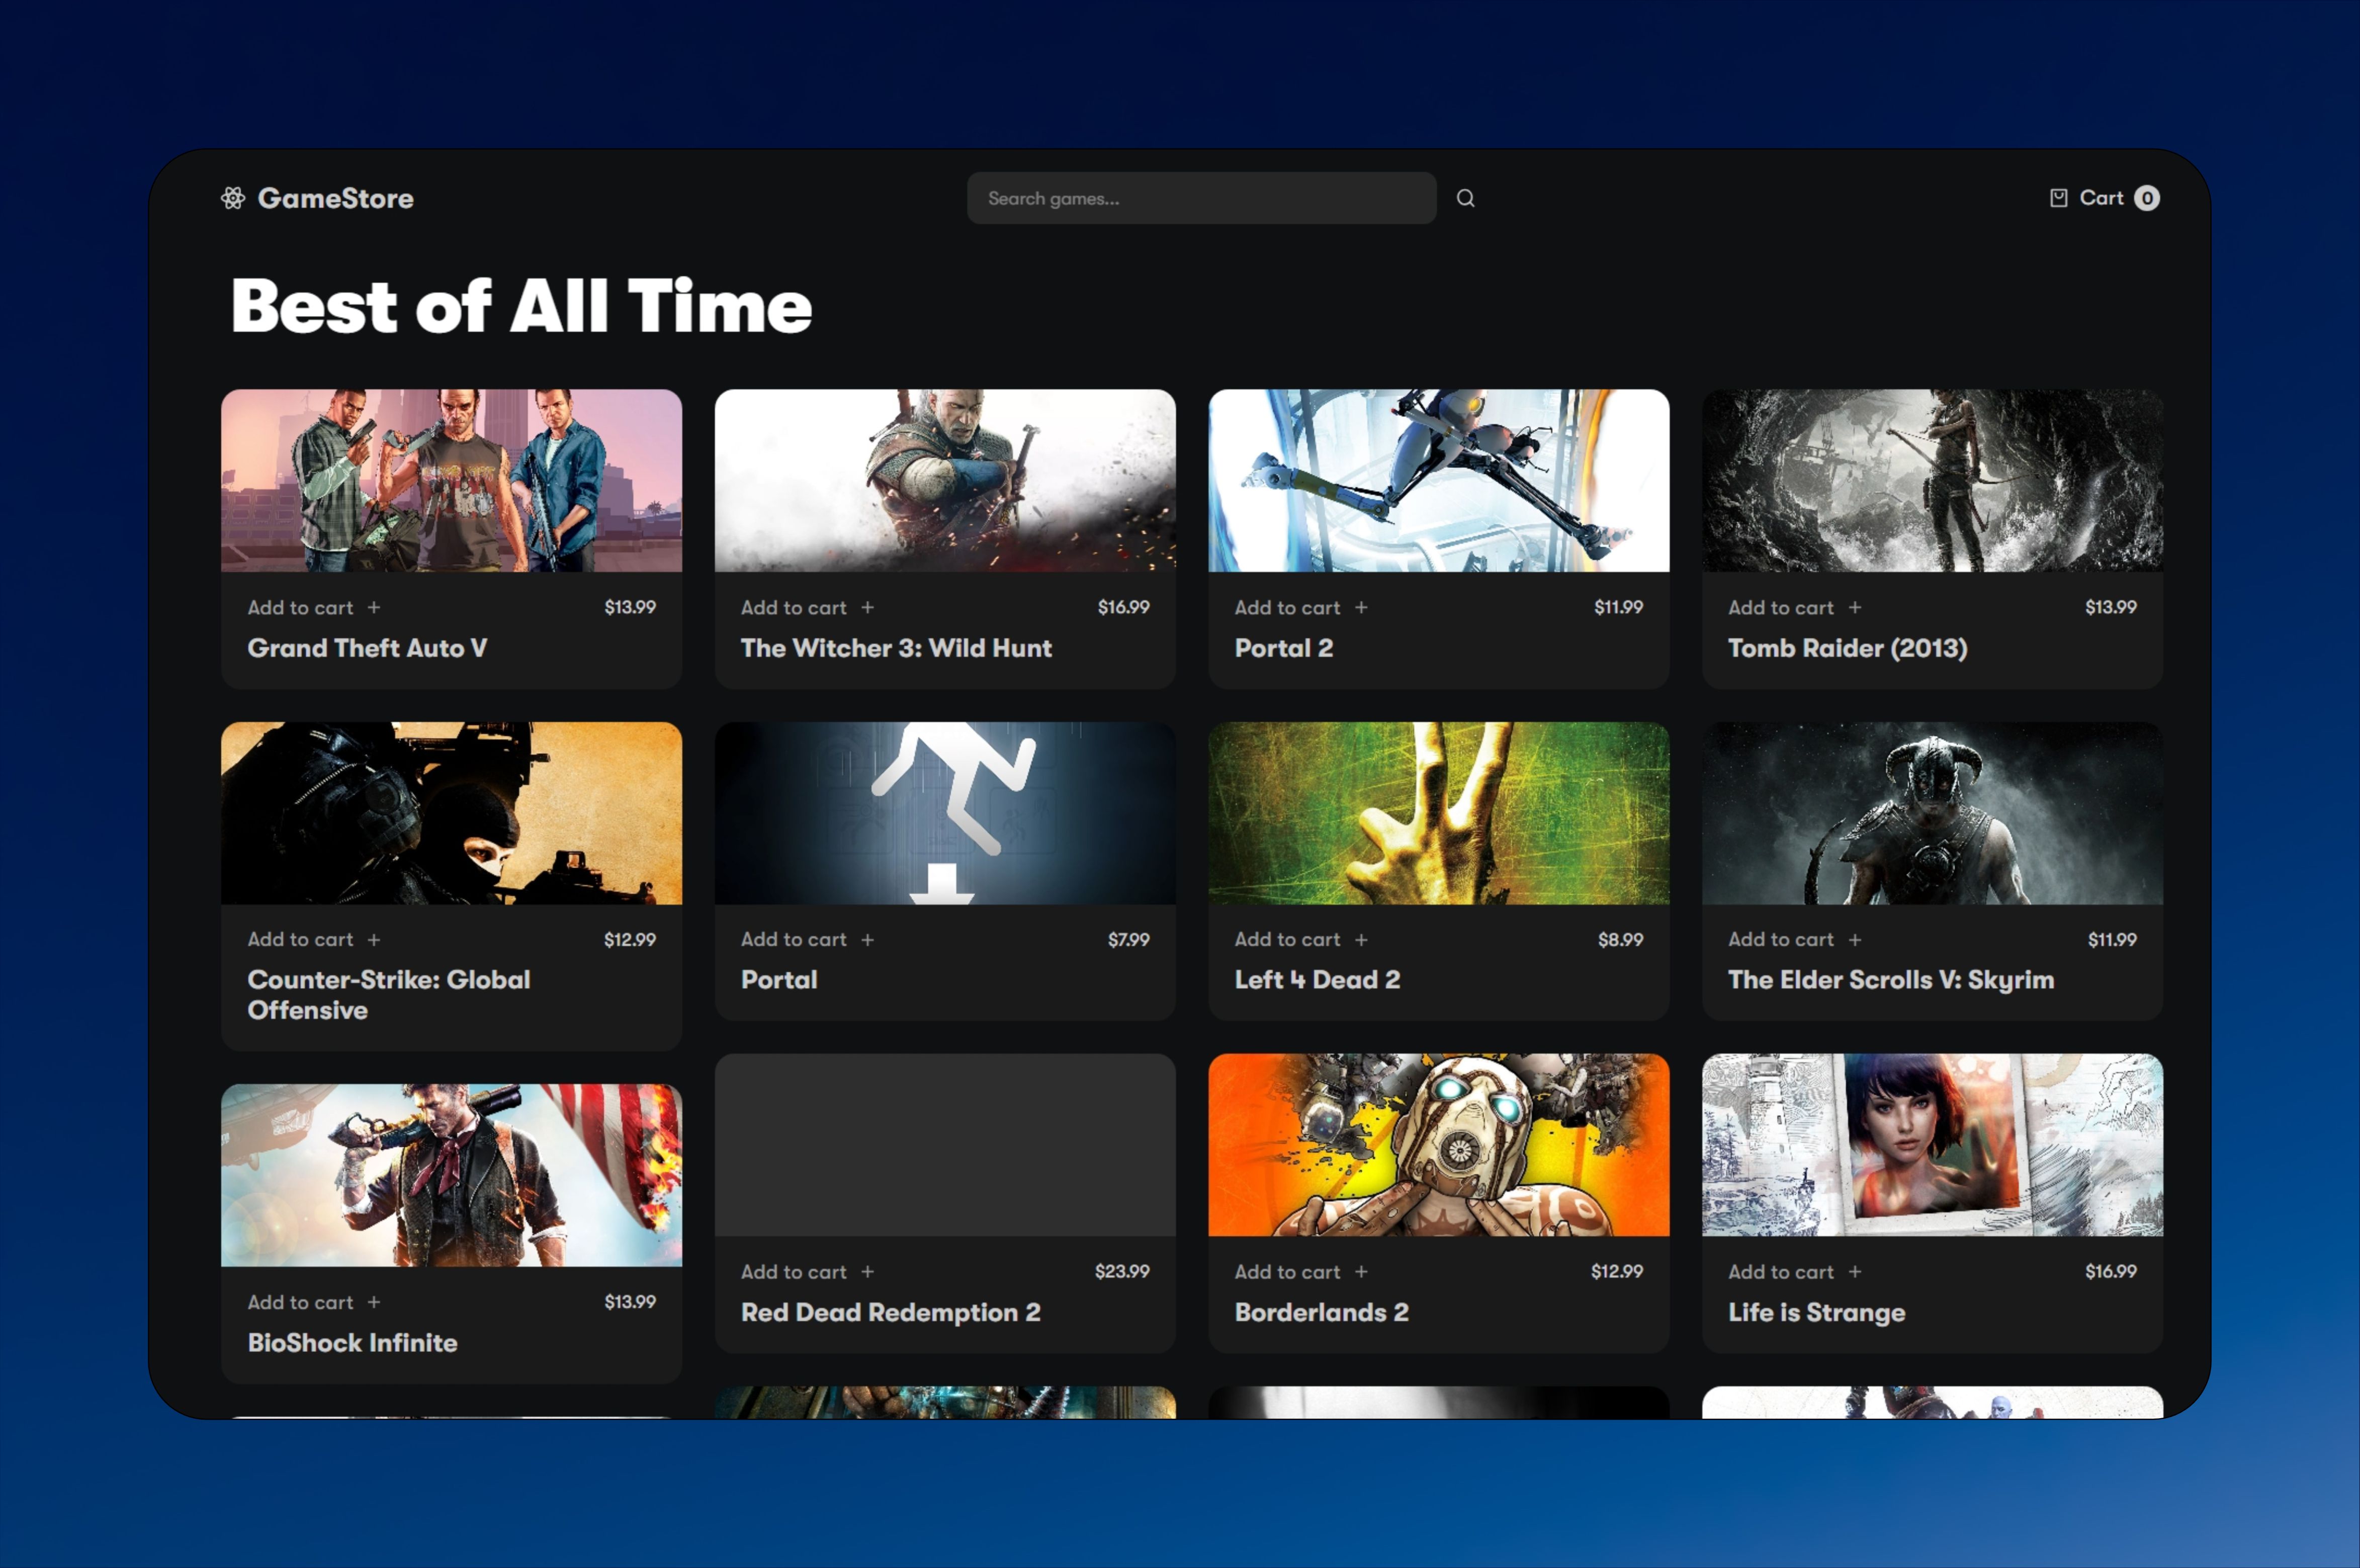 GameStore
Search games...
Cart 0
Best of All Time
Add to cart + $13.99
Grand Theft Auto V
Add to cart + $16.99
The Witcher 3: Wild Hunt
Add to cart + $11.99
Portal 2
Add to cart + $13.99
Tomb Raider (2013)
Add to cart + $12.99
Counter-Strike: Global
Offensive
Add to cart + $7.99
Portal
Add to cart + $8.99
Left 4 Dead 2
Add to cart + $11.99
The Elder Scrolls V: Skyrim
Add to cart + $13.99
BioShock Infinite
Add to cart + $23.99
Red Dead Redemption 2
Add to cart + $12.99
Borderlands 2
Add to cart + $16.99
Life is Strange